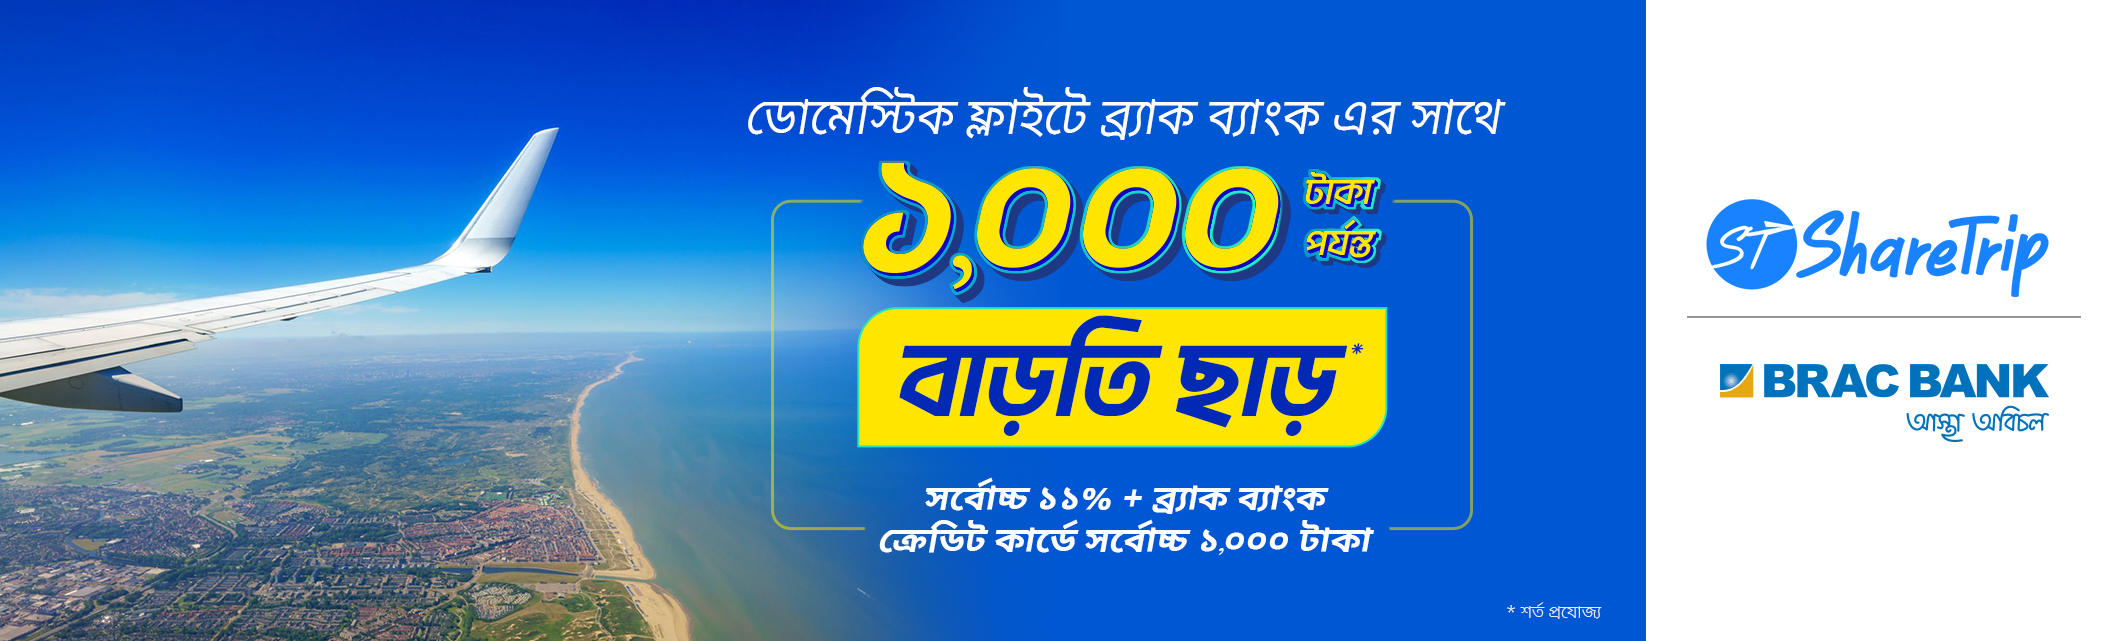 ডোমেস্টিক ফ্লাইটে ব্র্যাক ব্যাংক এর সাথে
১,০০০ টাকা পর্যন্ত
বাড়তি ছাড়*
সর্বোচ্চ ১১% + ব্র্যাক ব্যাংক
ক্রেডিট কার্ডে সর্বোচ্চ ১,০০০ টাকা
* শর্ত প্রযোজ্য
ST ShareTrip
BRAC BANK
আস্থা অবিচল